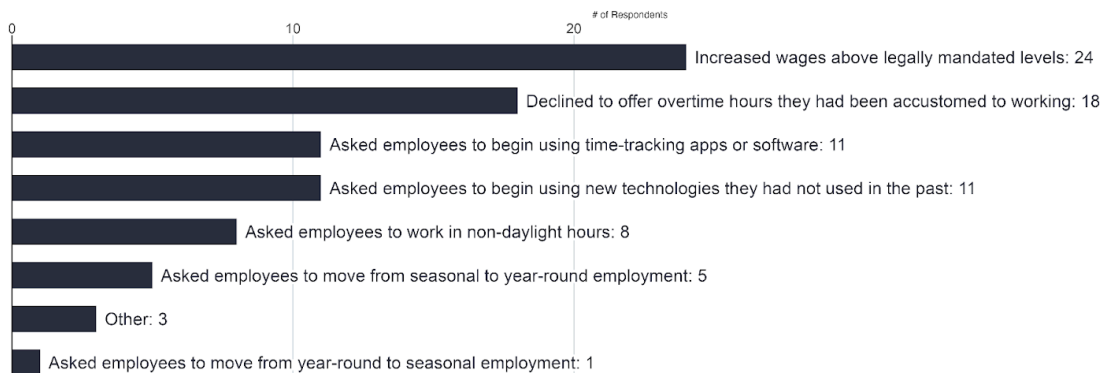 # of Respondents
0 10 20
Increased wages above legally mandated levels: 24
Declined to offer overtime hours they had been accustomed to working: 18
Asked employees to begin using time-tracking apps or software: 11
Asked employees to begin using new technologies they had not used in the past: 11
Asked employees to work in non-daylight hours: 8
Asked employees to move from seasonal to year-round employment: 5
Other: 3
Asked employees to move from year-round to seasonal employment: 1